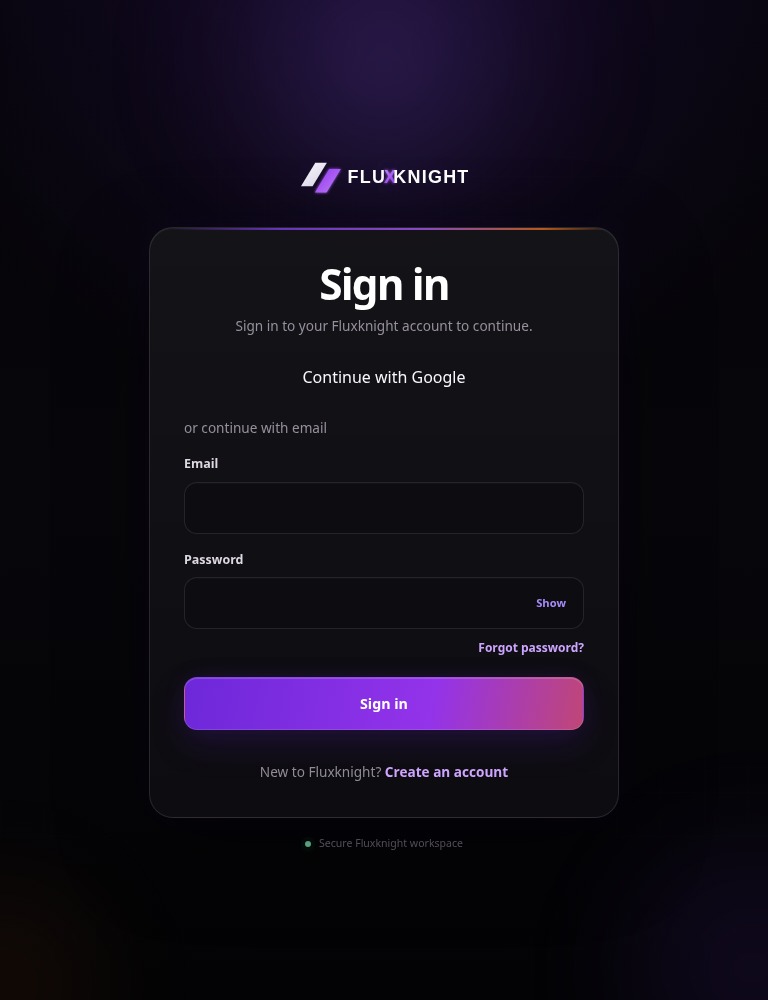 FLUXKNIGHT
Sign in
Sign in to your Fluxknight account to continue.
Continue with Google
or continue with email
Email
Password
Show
Forgot password?
Sign in
New to Fluxknight? Create an account
Secure Fluxknight workspace